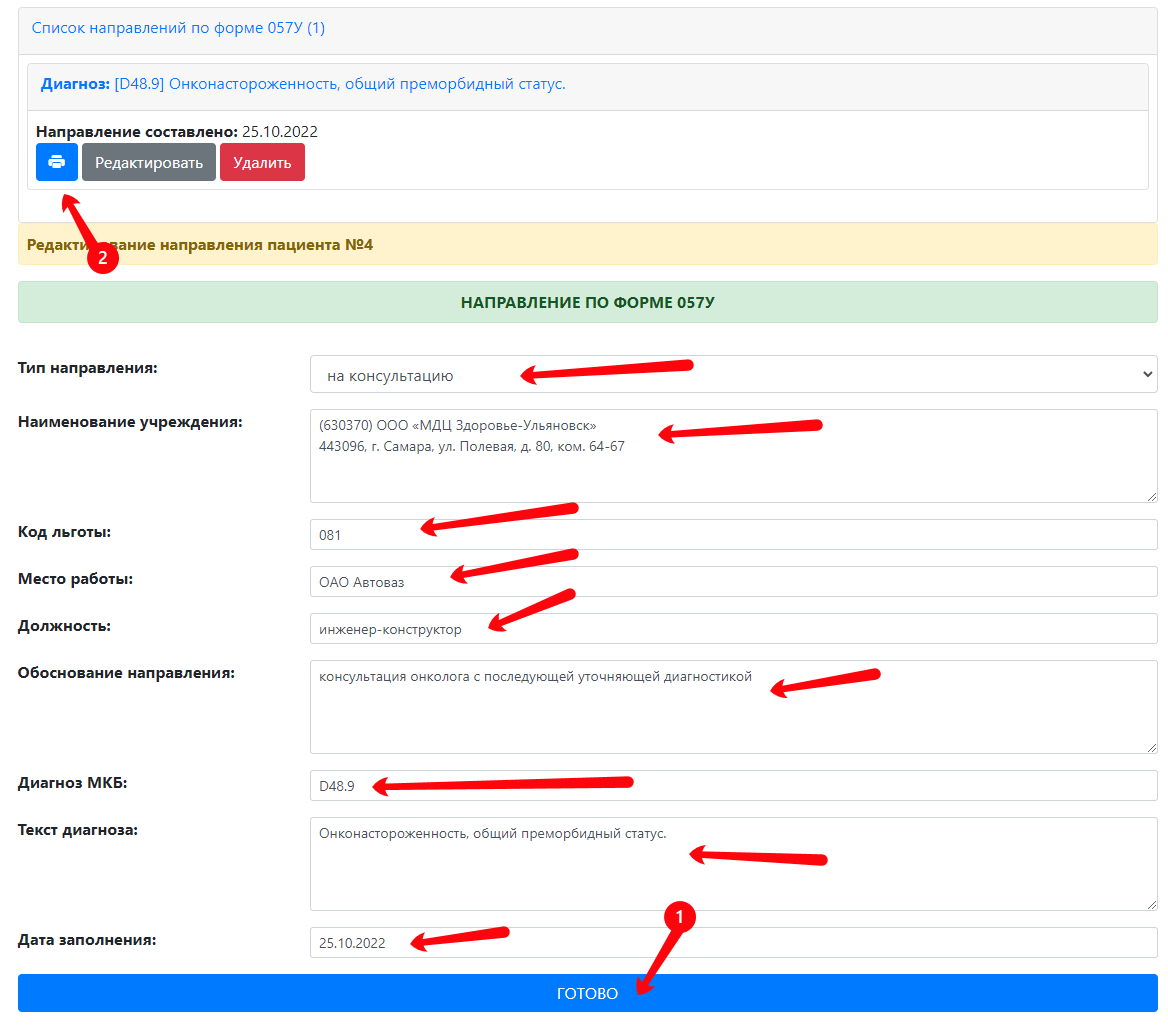 Список направлений по форме 057У (1)
Диагноз: [D48.9] Онконастороженность, общий преморбидный статус.
Направление составлено: 25.10.2022
Редактировать Удалить
2
Редактирование направления пациента №4
НАПРАВЛЕНИЕ ПО ФОРМЕ 057У
Тип направления: на консультацию
Наименование учреждения: (630370) ООО «МДЦ Здоровье-Ульяновск»
443096, г. Самара, ул. Полевая, д. 80, ком. 64-67
Код льготы: 081
Место работы: ОАО Автоваз
Должность: инженер-конструктор
Обоснование направления: консультация онколога с последующей уточняющей диагностикой
Диагноз МКБ: D48.9
Текст диагноза: Онконастороженность, общий преморбидный статус.
1
Дата заполнения: 25.10.2022
ГОТОВО